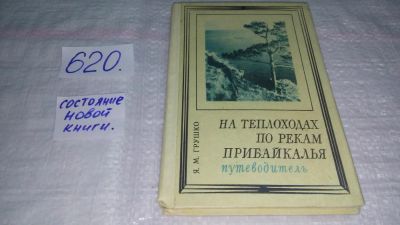 620.
состояние
новой
книги.
Я. М. ГРУШКО
НА ТЕПЛОХОДАХ
ПО РЕКАМ
ПРИБАЙКАЛЬЯ
путеводитель